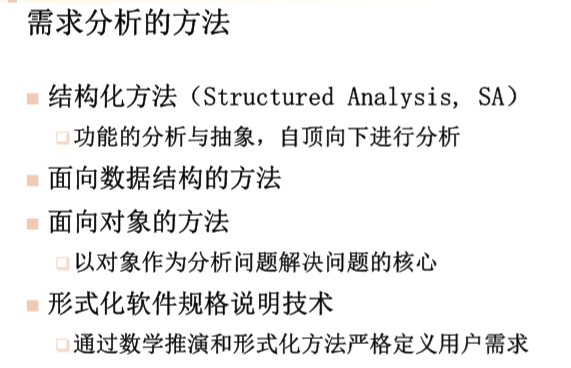 需求分析的方法
结构化方法（Structured Analysis, SA）
功能的分析与抽象，自顶向下进行分析
面向数据结构的方法
面向对象的方法
以对象作为分析问题解决问题的核心
形式化软件规格说明技术
通过数学推演和形式化方法严格定义用户需求